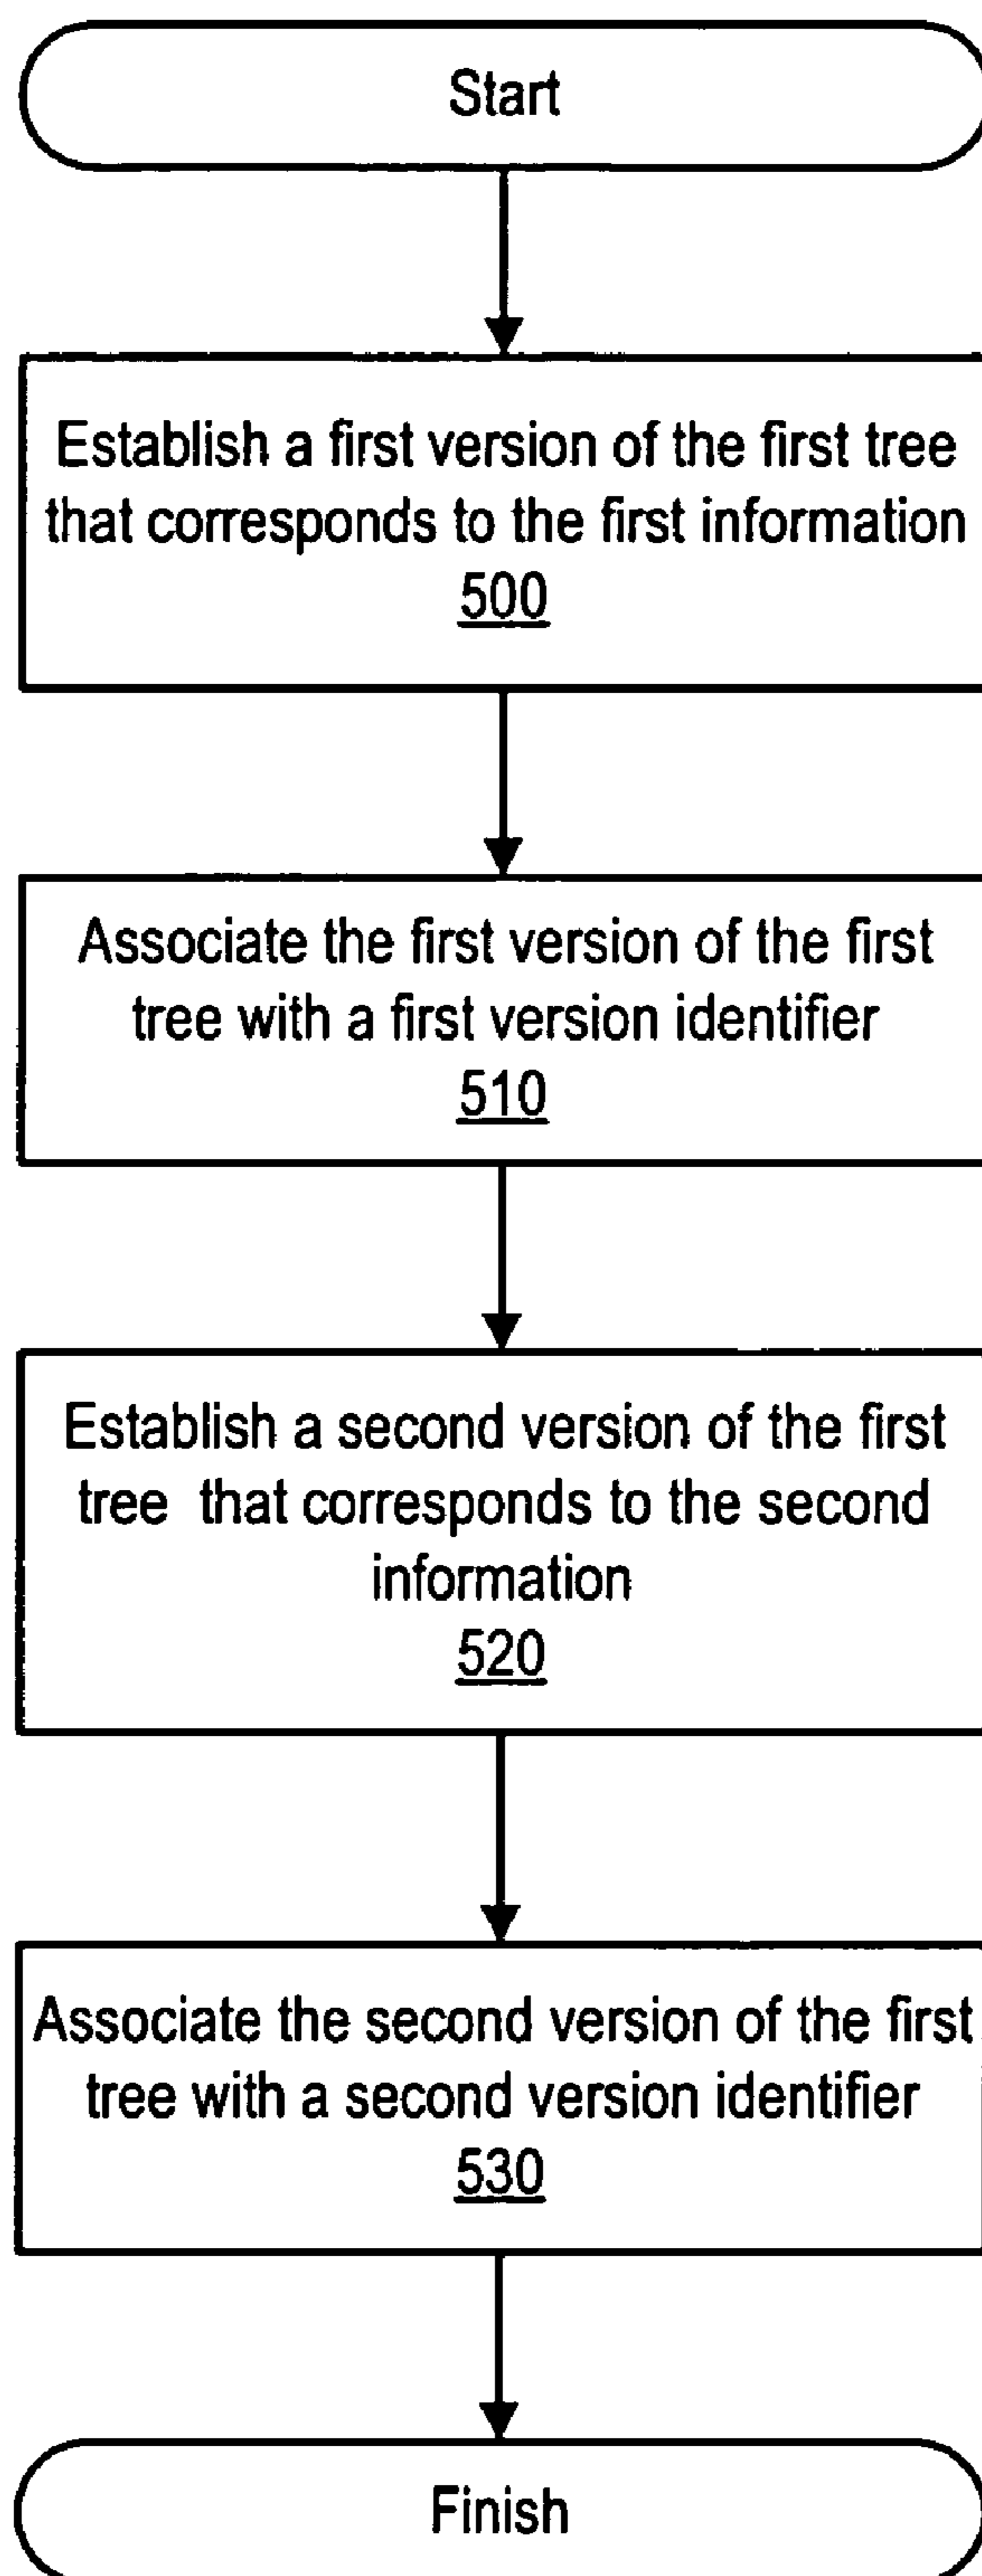 Start
Establish a first version of the first tree
that corresponds to the first information
500
Associate the first version of the first
tree with a first version identifier
510
Establish a second version of the first
tree that corresponds to the second
information
520
Associate the second version of the first
tree with a second version identifier
530
Finish